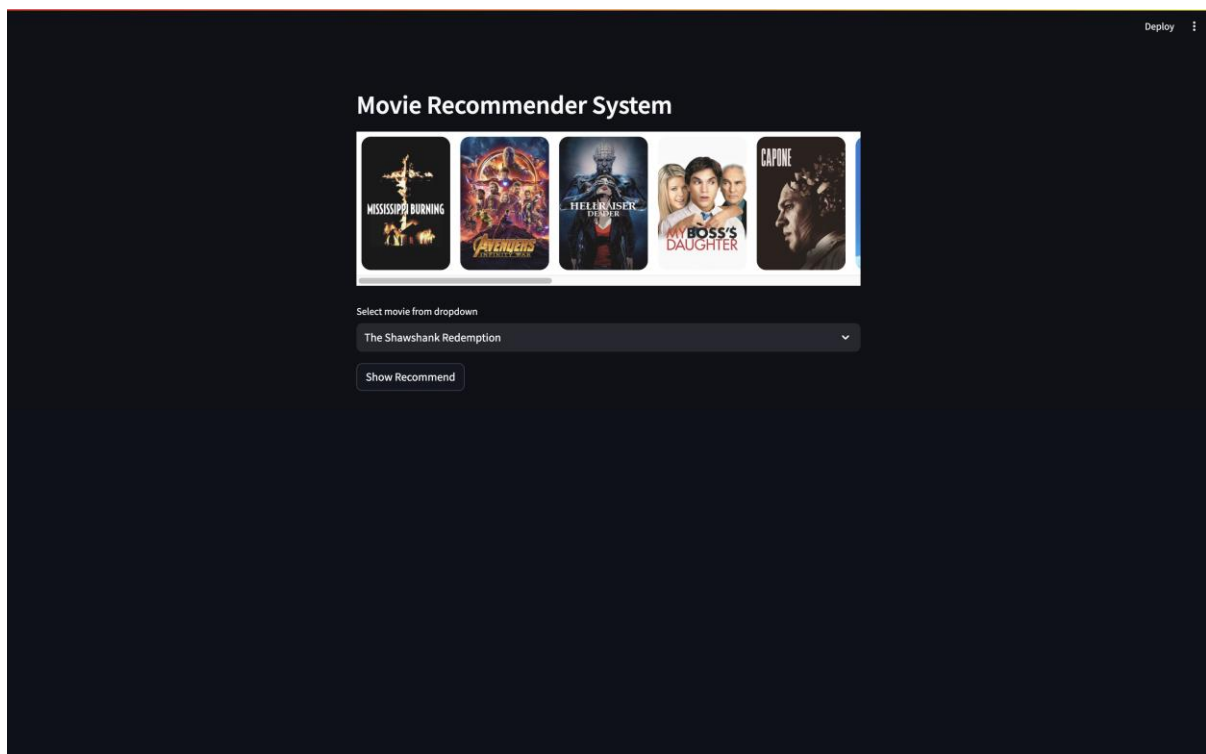 Deploy
Movie Recommender System
MISSISSIPPI BURNING
AVENGERS
INFINITY WAR
HELLRAISER
DEADER
MY BOSS'S
DAUGHTER
CAPONE
Select movie from dropdown
The Shawshank Redemption
Show Recommend